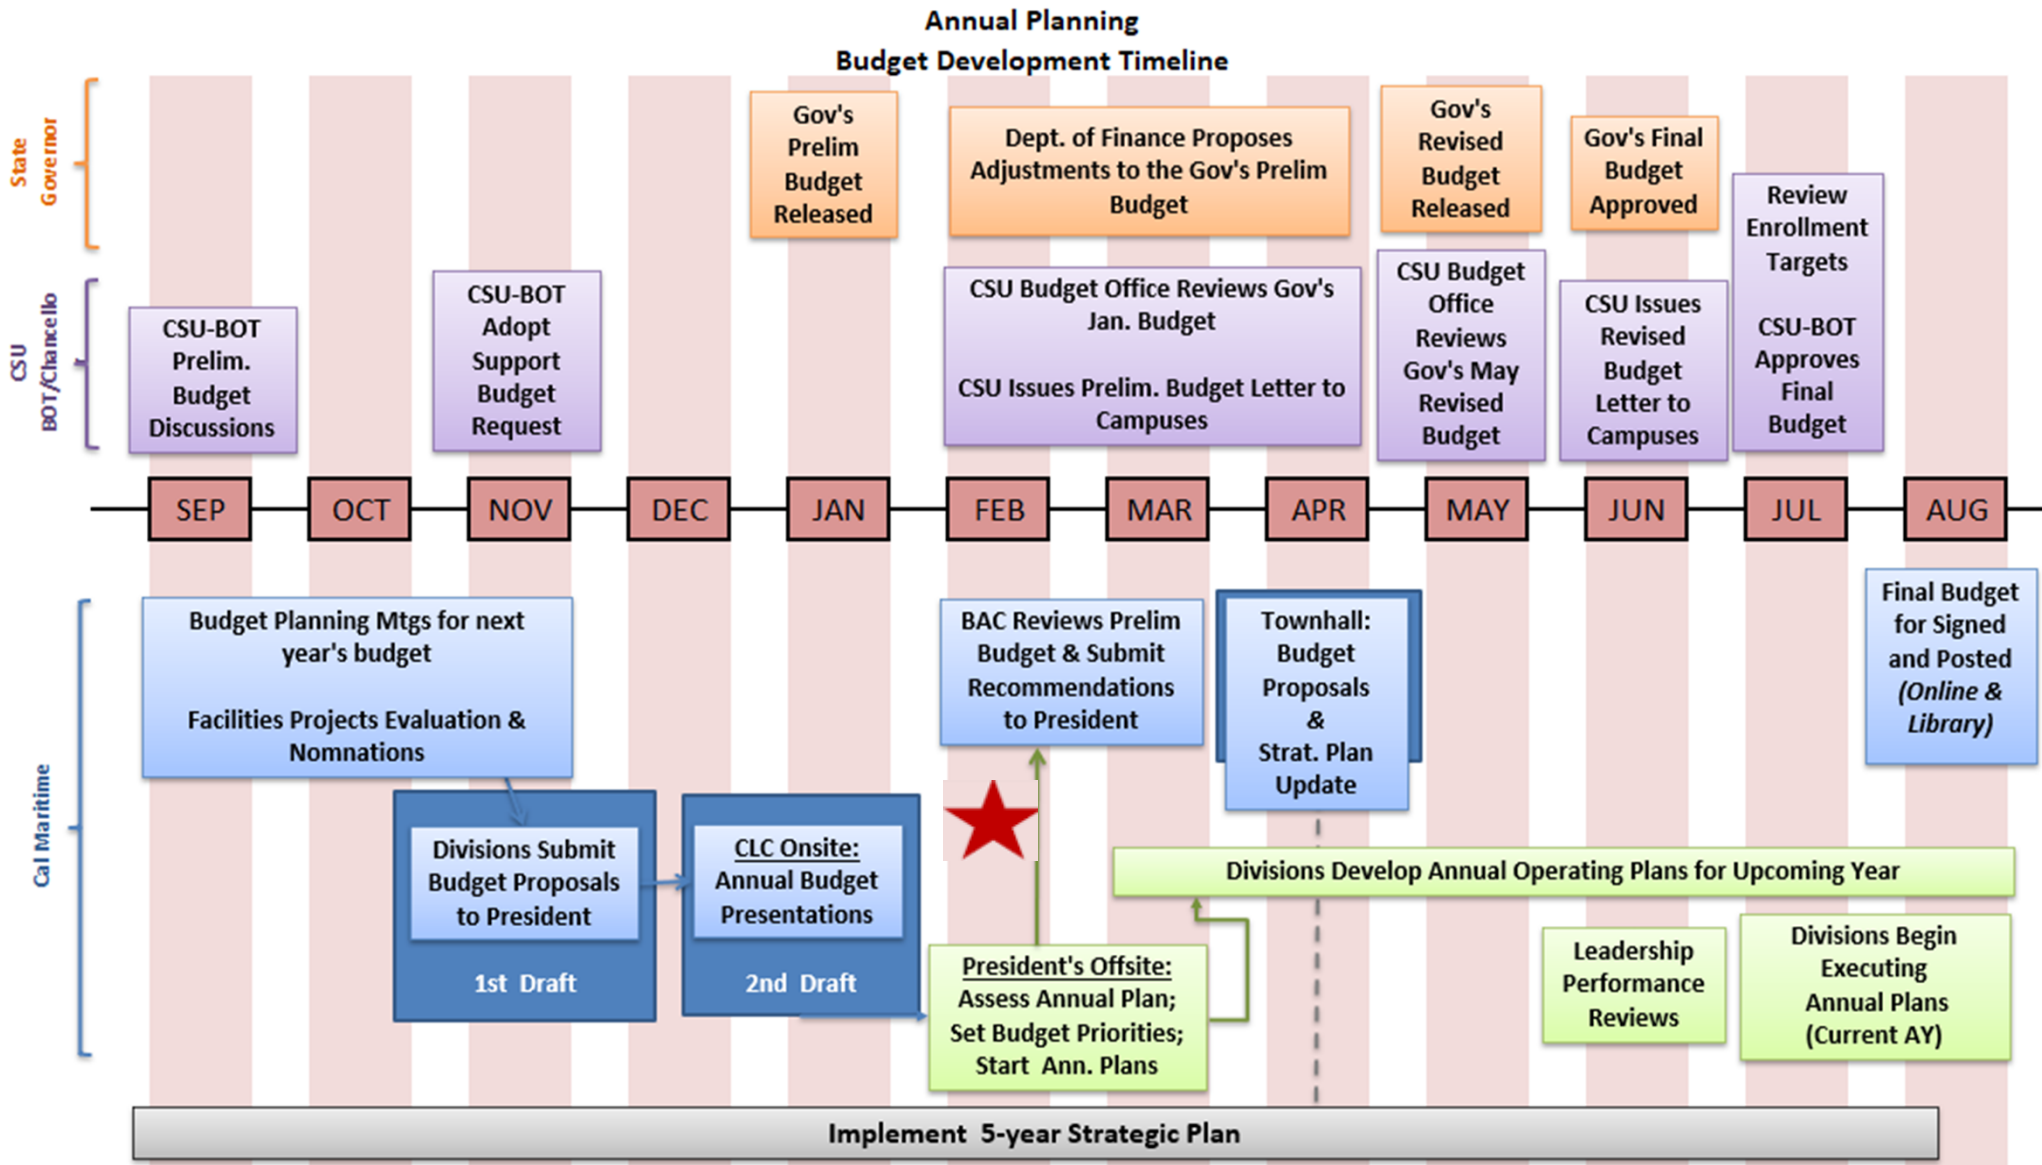 Annual Planning
Budget Development Timeline
State
Governor
Gov's
Prelim
Budget
Released
Dept. of Finance Proposes
Adjustments to the Gov's Prelim
Budget
Gov's
Revised
Budget
Released
Gov's Final
Budget
Approved
CSU
BOT/Chancello
CSU-BOT
Prelim.
Budget
Discussions
CSU-BOT
Adopt
Support
Budget
Request
CSU Budget Office Reviews Gov's
Jan. Budget
CSU Issues Prelim. Budget Letter to
Campuses
CSU Budget
Office
Reviews
Gov's May
Revised
Budget
CSU Issues
Revised
Budget
Letter to
Campuses
Review
Enrollment
Targets
CSU-BOT
Approves
Final
Budget
SEP
OCT
NOV
DEC
JAN
FEB
MAR
APR
MAY
JUN
JUL
AUG
Cal Maritime
Budget Planning Mtgs for next
year's budget
Facilities Projects Evaluation &
Nomnations
Divisions Submit
Budget Proposals
to President
1st Draft
CLC Onsite:
Annual Budget
Presentations
2nd Draft
BAC Reviews Prelim
Budget & Submit
Recommendations
to President
Townhall:
Budget
Proposals
&
Strat. Plan
Update
Final Budget
for Signed
and Posted
(Online &
Library)
Divisions Develop Annual Operating Plans for Upcoming Year
President's Offsite:
Assess Annual Plan;
Set Budget Priorities;
Start Ann. Plans
Leadership
Performance
Reviews
Divisions Begin
Executing
Annual Plans
(Current AY)
Implement 5-year Strategic Plan